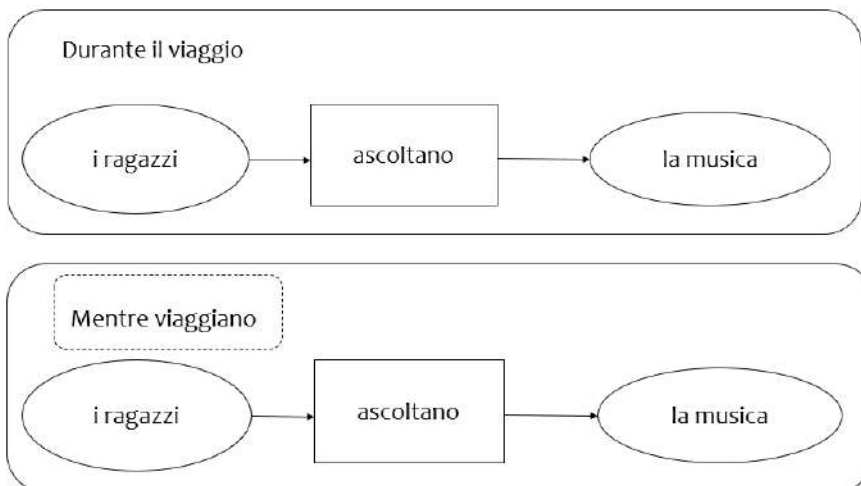 Durante il viaggio
i ragazzi ascoltano la musica
Mentre viaggiano
i ragazzi ascoltano la musica